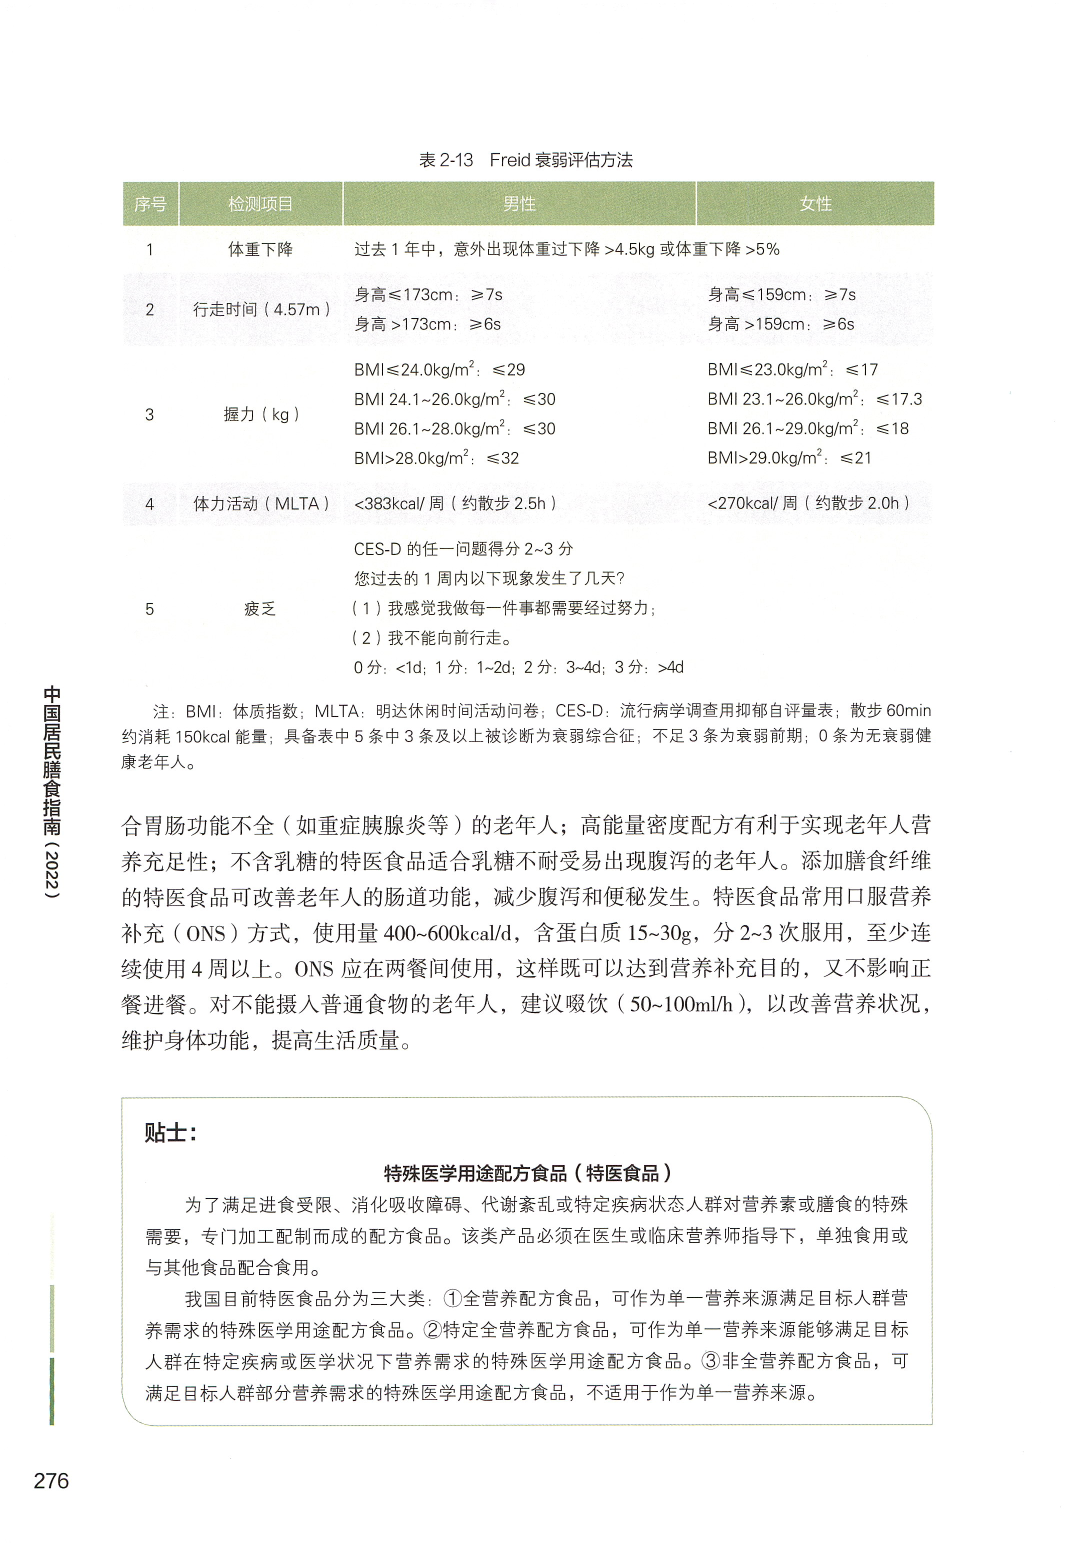 表 2-13 Freid 衰弱评估方法
序号 检测项目 男性 女性
1 体重下降 过去 1 年中，意外出现体重过下降 >4.5kg 或体重下降 >5%
2 行走时间（4.57m） 身高≤173cm：≥7s 身高≤159cm：≥7s
身高 >173cm：≥6s 身高 >159cm：≥6s
3 握力（kg） BMI≤24.0kg/m²：≤29 BMI≤23.0kg/m²：≤17
BMI 24.1~26.0kg/m²：≤30 BMI 23.1~26.0kg/m²：≤17.3
BMI 26.1~28.0kg/m²：≤30 BMI 26.1~29.0kg/m²：≤18
BMI>28.0kg/m²：≤32 BMI>29.0kg/m²：≤21
4 体力活动（MLTA） <383kcal/ 周（约散步 2.5h） <270kcal/ 周（约散步 2.0h）
5 疲乏 CES-D 的任一问题得分 2~3 分
您过去的 1 周内以下现象发生了几天？
（1）我感觉我做每一件事都需要经过努力；
（2）我不能向前行走。
0 分：<1d；1 分：1~2d；2 分：3~4d；3 分：>4d
注：BMI：体质指数；MLTA：明达休闲时间活动问卷；CES-D：流行病学调查用抑郁自评量表；散步 60min
约消耗 150kcal 能量；具备表中 5 条中 3 条及以上被诊断为衰弱综合征；不足 3 条为衰弱前期；0 条为无衰弱健
康老年人。
合胃肠功能不全（如重症胰腺炎等）的老年人；高能量密度配方有利于实现老年人营
养充足性；不含乳糖的特医食品适合乳糖不耐受易出现腹泻的老年人。添加膳食纤维
的特医食品可改善老年人的肠道功能，减少腹泻和便秘发生。特医食品常用口服营养
补充（ONS）方式，使用量 400~600kcal/d，含蛋白质 15~30g，分 2~3 次服用，至少连
续使用 4 周以上。ONS 应在两餐间使用，这样既可以达到营养补充目的，又不影响正
餐进餐。对不能摄入普通食物的老年人，建议啜饮（50~100ml/h），以改善营养状况，
维护身体功能，提高生活质量。
贴士：
特殊医学用途配方食品（特医食品）
为了满足进食受限、消化吸收障碍、代谢紊乱或特定疾病状态人群对营养素或膳食的特殊
需要，专门加工配制而成的配方食品。该类产品必须在医生或临床营养师指导下，单独食用或
与其他食品配合食用。
我国目前特医食品分为三大类：①全营养配方食品，可作为单一营养来源满足目标人群营
养需求的特殊医学用途配方食品。②特定全营养配方食品，可作为单一营养来源能够满足目标
人群在特定疾病或医学状况下营养需求的特殊医学用途配方食品。③非全营养配方食品，可
满足目标人群部分营养需求的特殊医学用途配方食品，不适用于作为单一营养来源。
中国居民膳食指南（2022）
276